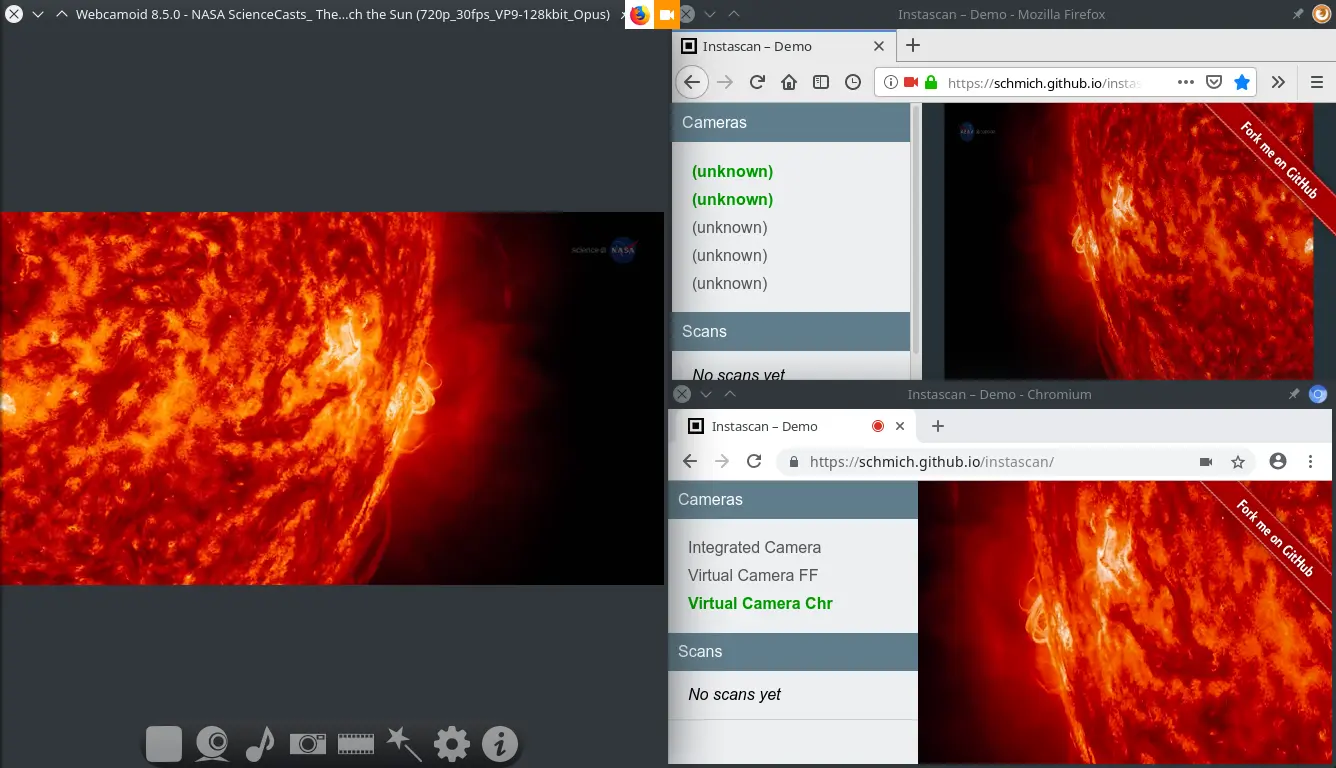 Webcamoid 8.5.0 - NASA ScienceCasts_ The...ch the Sun (720p_30fps_VP9-128kbit_Opus)
science@ NASA
Instascan – Demo - Mozilla Firefox
Instascan – Demo
https://schmich.github.io/insta
Cameras
(unknown)
(unknown)
(unknown)
(unknown)
(unknown)
Scans
No scans yet
Fork me on GitHub
Instascan – Demo - Chromium
Instascan – Demo
https://schmich.github.io/instascan/
Cameras
Integrated Camera
Virtual Camera FF
Virtual Camera Chr
Scans
No scans yet
Fork me on GitHub